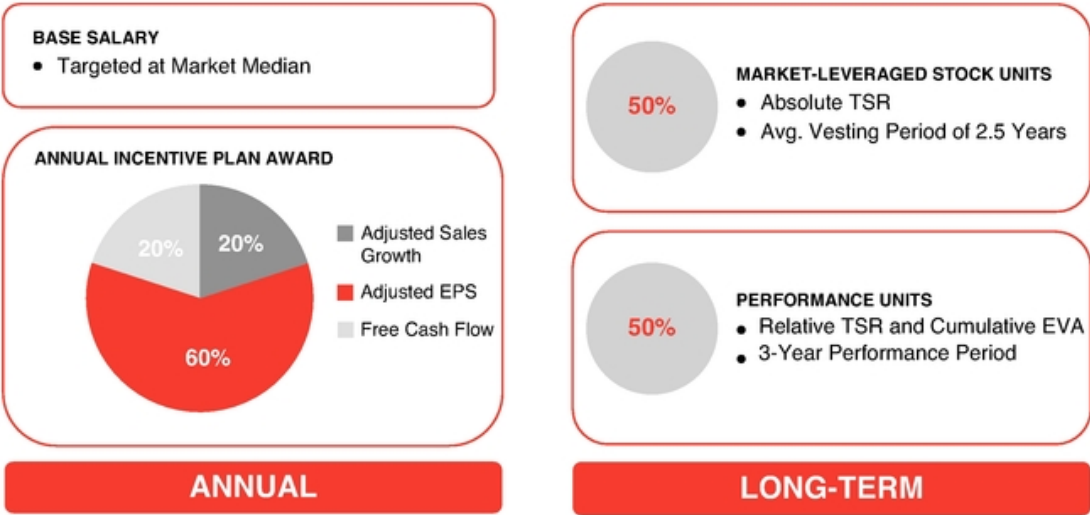 BASE SALARY
• Targeted at Market Median
ANNUAL INCENTIVE PLAN AWARD
20%
20%
60%
Adjusted Sales
Growth
Adjusted EPS
Free Cash Flow
ANNUAL
50%
MARKET-LEVERAGED STOCK UNITS
• Absolute TSR
• Avg. Vesting Period of 2.5 Years
50%
PERFORMANCE UNITS
• Relative TSR and Cumulative EVA
• 3-Year Performance Period
LONG-TERM